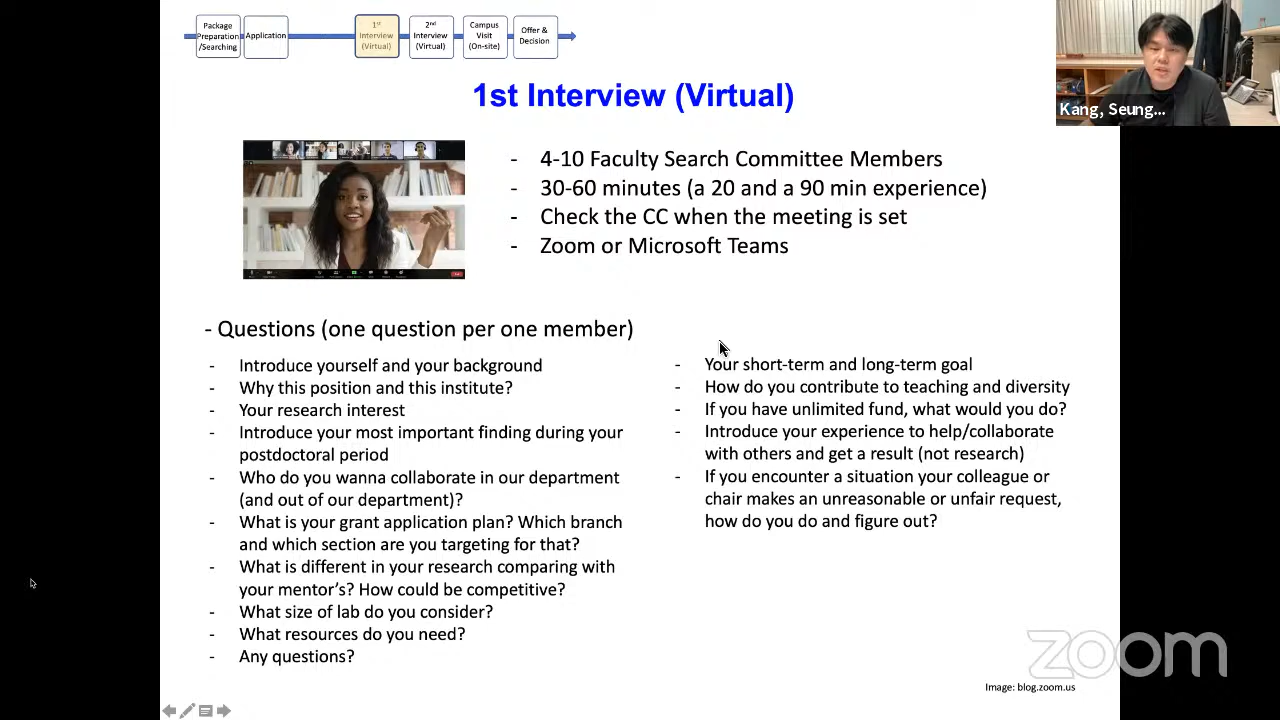 Package
Preparation
/Searching
Application
1st
Interview
(Virtual)
2nd
Interview
(Virtual)
Campus
Visit
(On-site)
Offer &
Decision
Kang, Seung...
1st Interview (Virtual)
- 4-10 Faculty Search Committee Members
- 30-60 minutes (a 20 and a 90 min experience)
- Check the CC when the meeting is set
- Zoom or Microsoft Teams
- Questions (one question per one member)
- Introduce yourself and your background
- Why this position and this institute?
- Your research interest
- Introduce your most important finding during your
postdoctoral period
- Who do you wanna collaborate in our department
(and out of our department)?
- What is your grant application plan? Which branch
and which section are you targeting for that?
- What is different in your research comparing with
your mentor's? How could be competitive?
- What size of lab do you consider?
- What resources do you need?
- Any questions?
- Your short-term and long-term goal
- How do you contribute to teaching and diversity
- If you have unlimited fund, what would you do?
- Introduce your experience to help/collaborate
with others and get a result (not research)
- If you encounter a situation your colleague or
chair makes an unreasonable or unfair request,
how do you do and figure out?
zoom
Image: blog.zoom.us